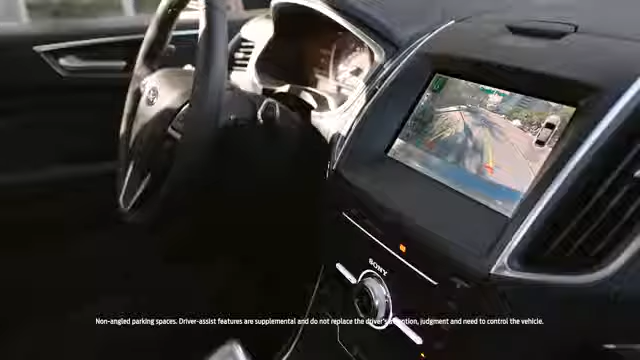 SONY
Non-angled parking spaces. Driver-assist features are supplemental and do not replace the driver's attention, judgment and need to control the vehicle.